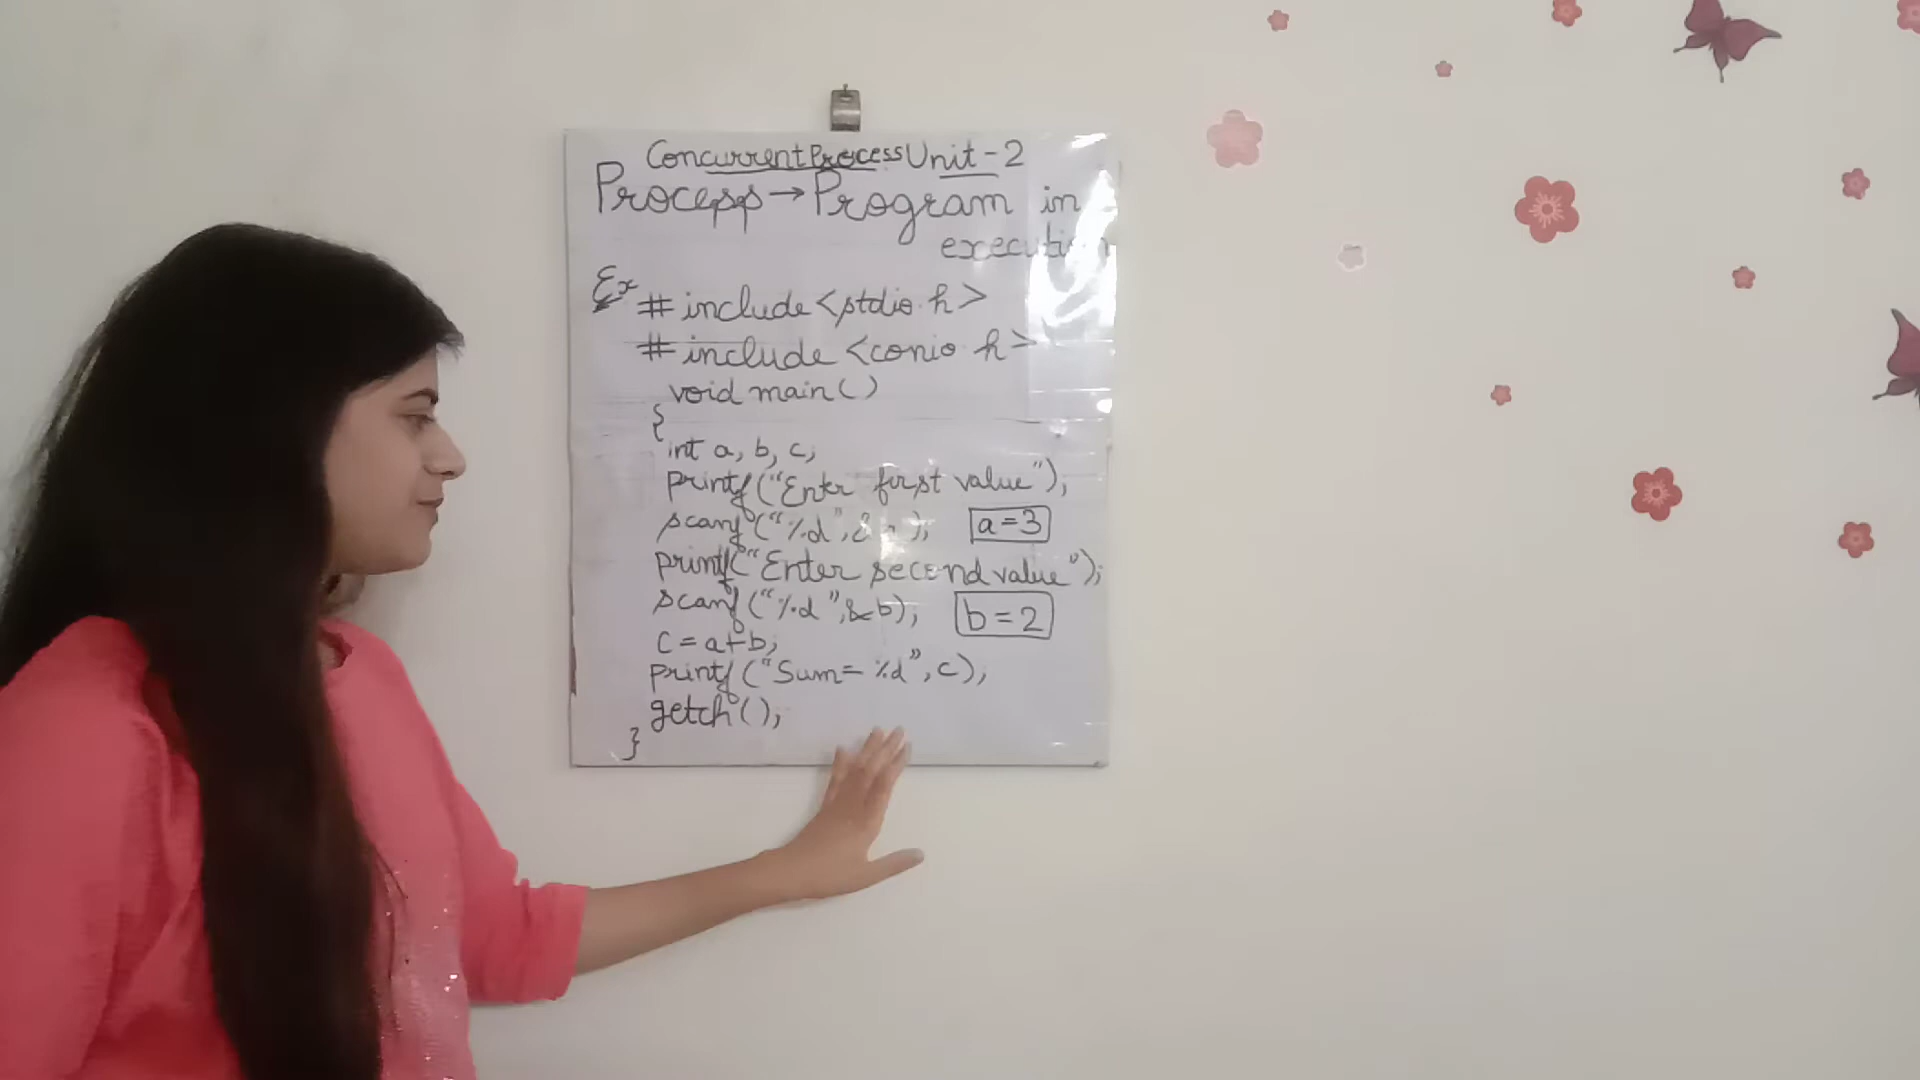 Concurrent Process Unit-2
Process → Program in
execution
Ex
# include <stdio.h>
# include <conio.h>
void main()
{
int a, b, c;
printf("Enter first value");
scanf("%d",&a); a=3
printf("Enter second value");
scanf("%d",&b); b=2
c=a+b;
printf("Sum=%d",c);
getch();
}